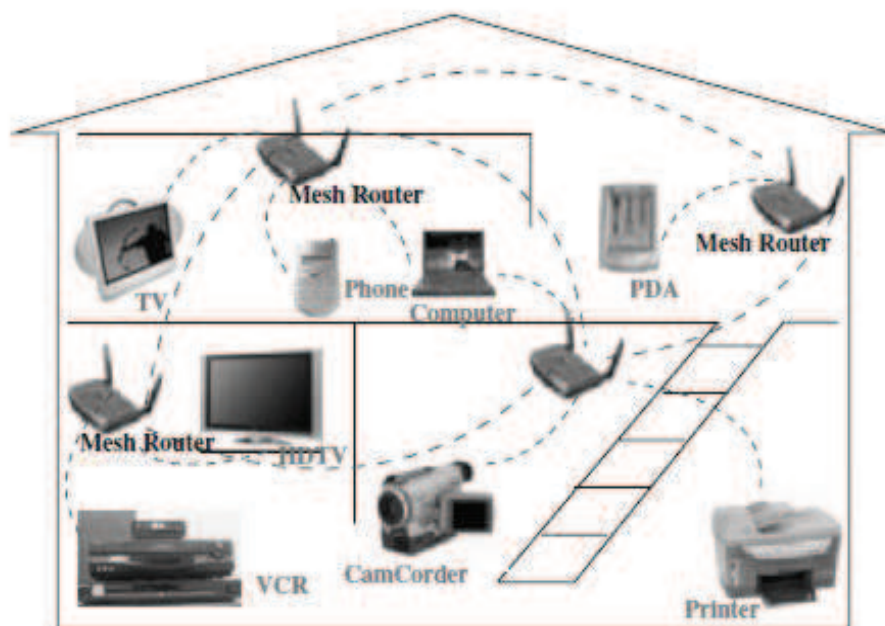 Mesh Router
Mesh Router
TV
Phone
Computer
PDA
Mesh Router
HDTV
VCR
CamCorder
Printer